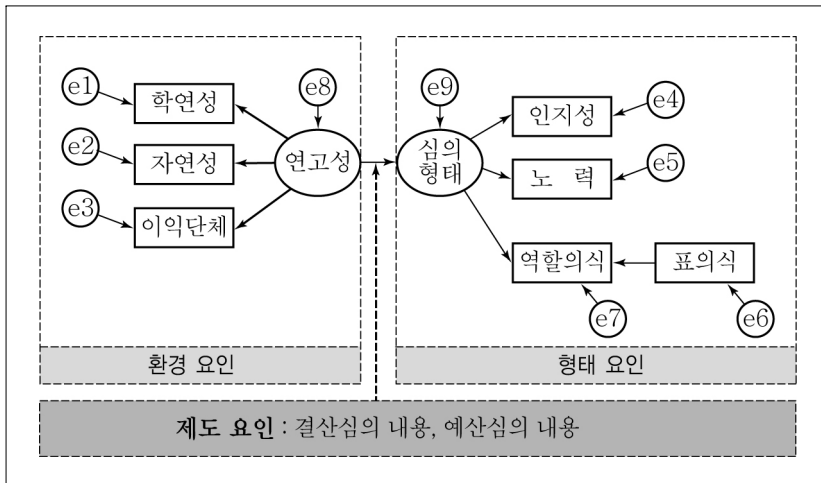 e1
학연성
e2
자연성
e3
이익단체
e8
연고성
e9
심의
형태
인지성
e4
노 력
e5
역할의식
표의식
e7
e6
환경 요인
형태 요인
제도 요인 : 결산심의 내용, 예산심의 내용